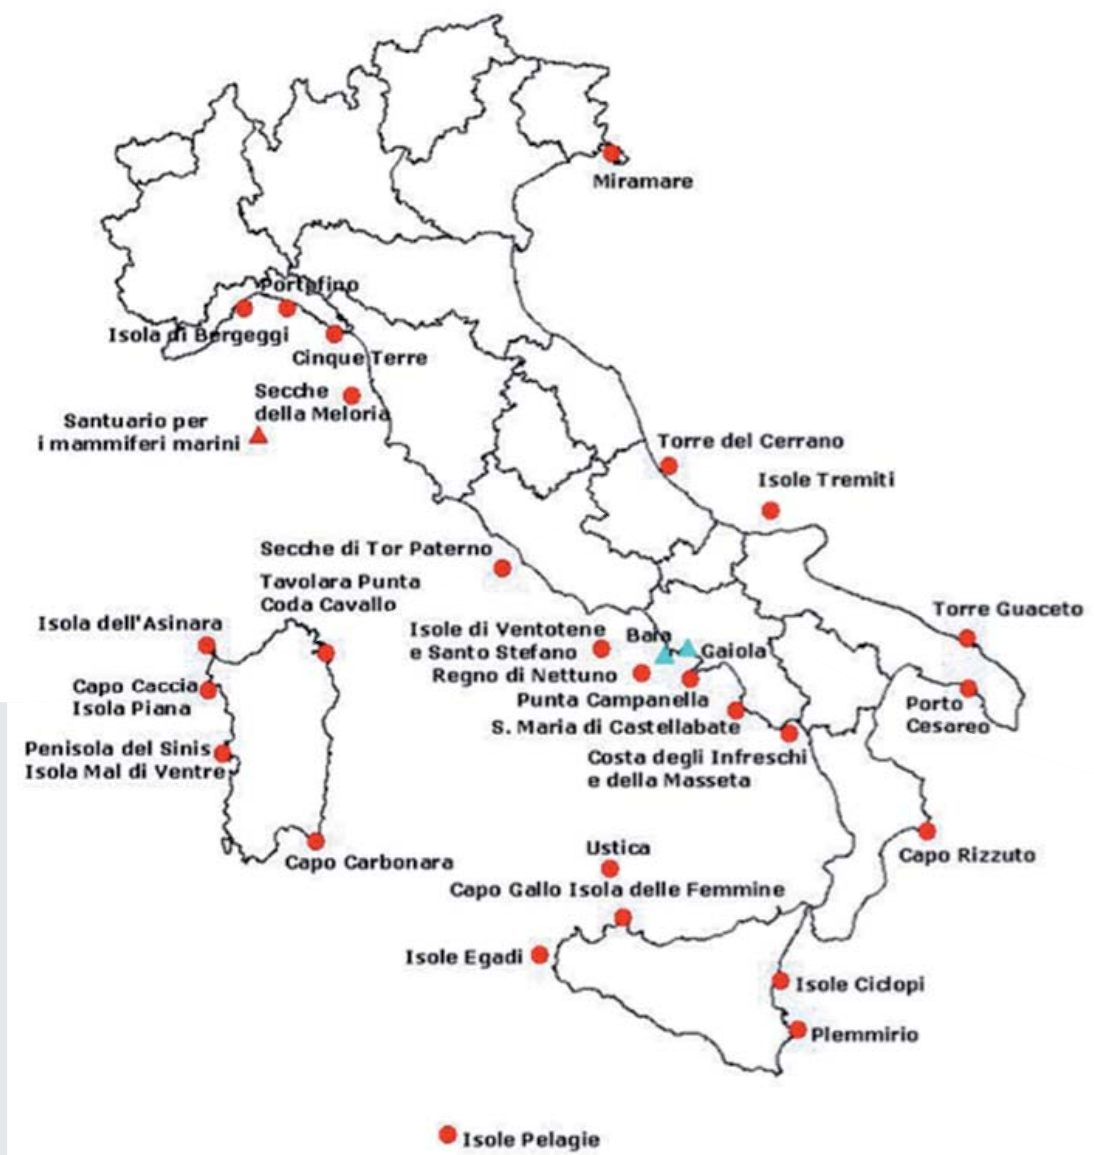 Miramare
Portofino
Isola di Bergeggi
Cinque Terre
Secche
della Meloria
Santuario per
i mammiferi marini
Torre del Cerrano
Isole Tremiti
Secche di Tor Paterno
Tavolara Punta
Coda Cavallo
Isola dell'Asinara
Torre Guaceto
Isole di Ventotene
e Santo Stefano
Baia
Gaiola
Regno di Nettuno
Capo Caccia
Isola Piana
Punta Campanella
Porto
Cesareo
S. Maria di Castellabate
Penisola del Sinis
Isola Mal di Ventre
Costa degli Infreschi
e della Masseta
Ustica
Capo Rizzuto
Capo Carbonara
Capo Gallo Isola delle Femmine
Isole Egadi
Isole Ciclopi
Plemmirio
Isole Pelagie